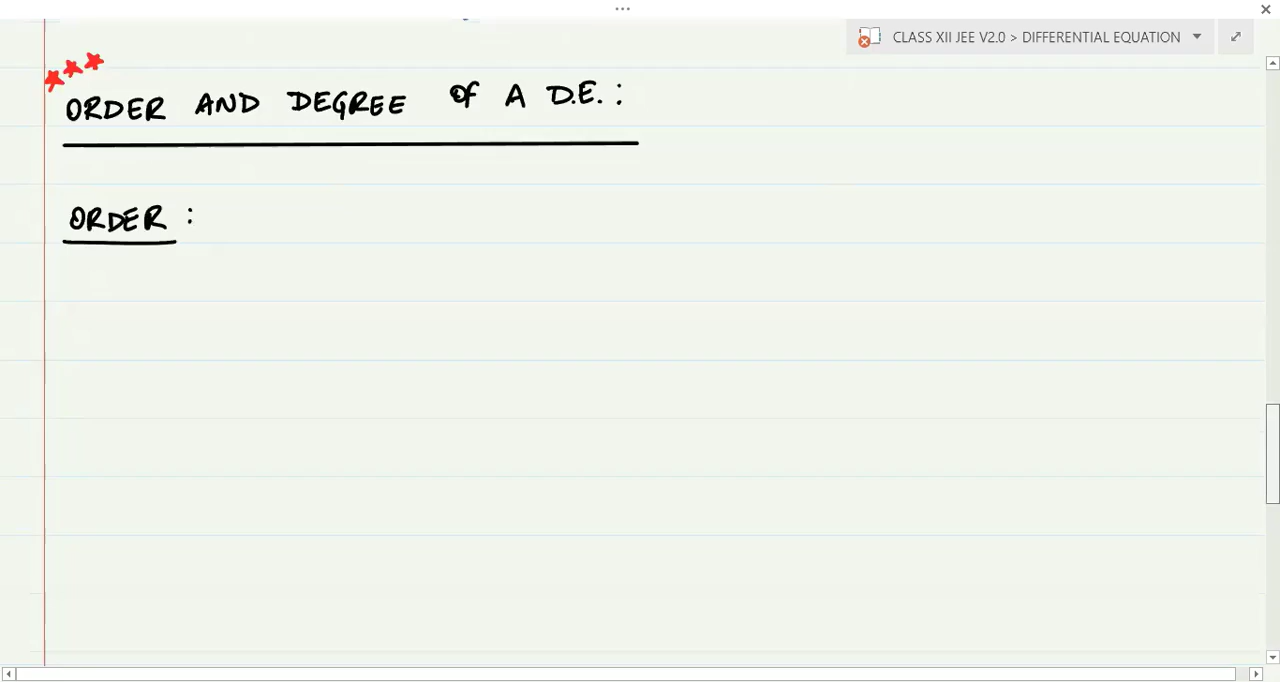 CLASS XII JEE V2.0 > DIFFERENTIAL EQUATION
ORDER AND DEGREE OF A D.E. :
ORDER :